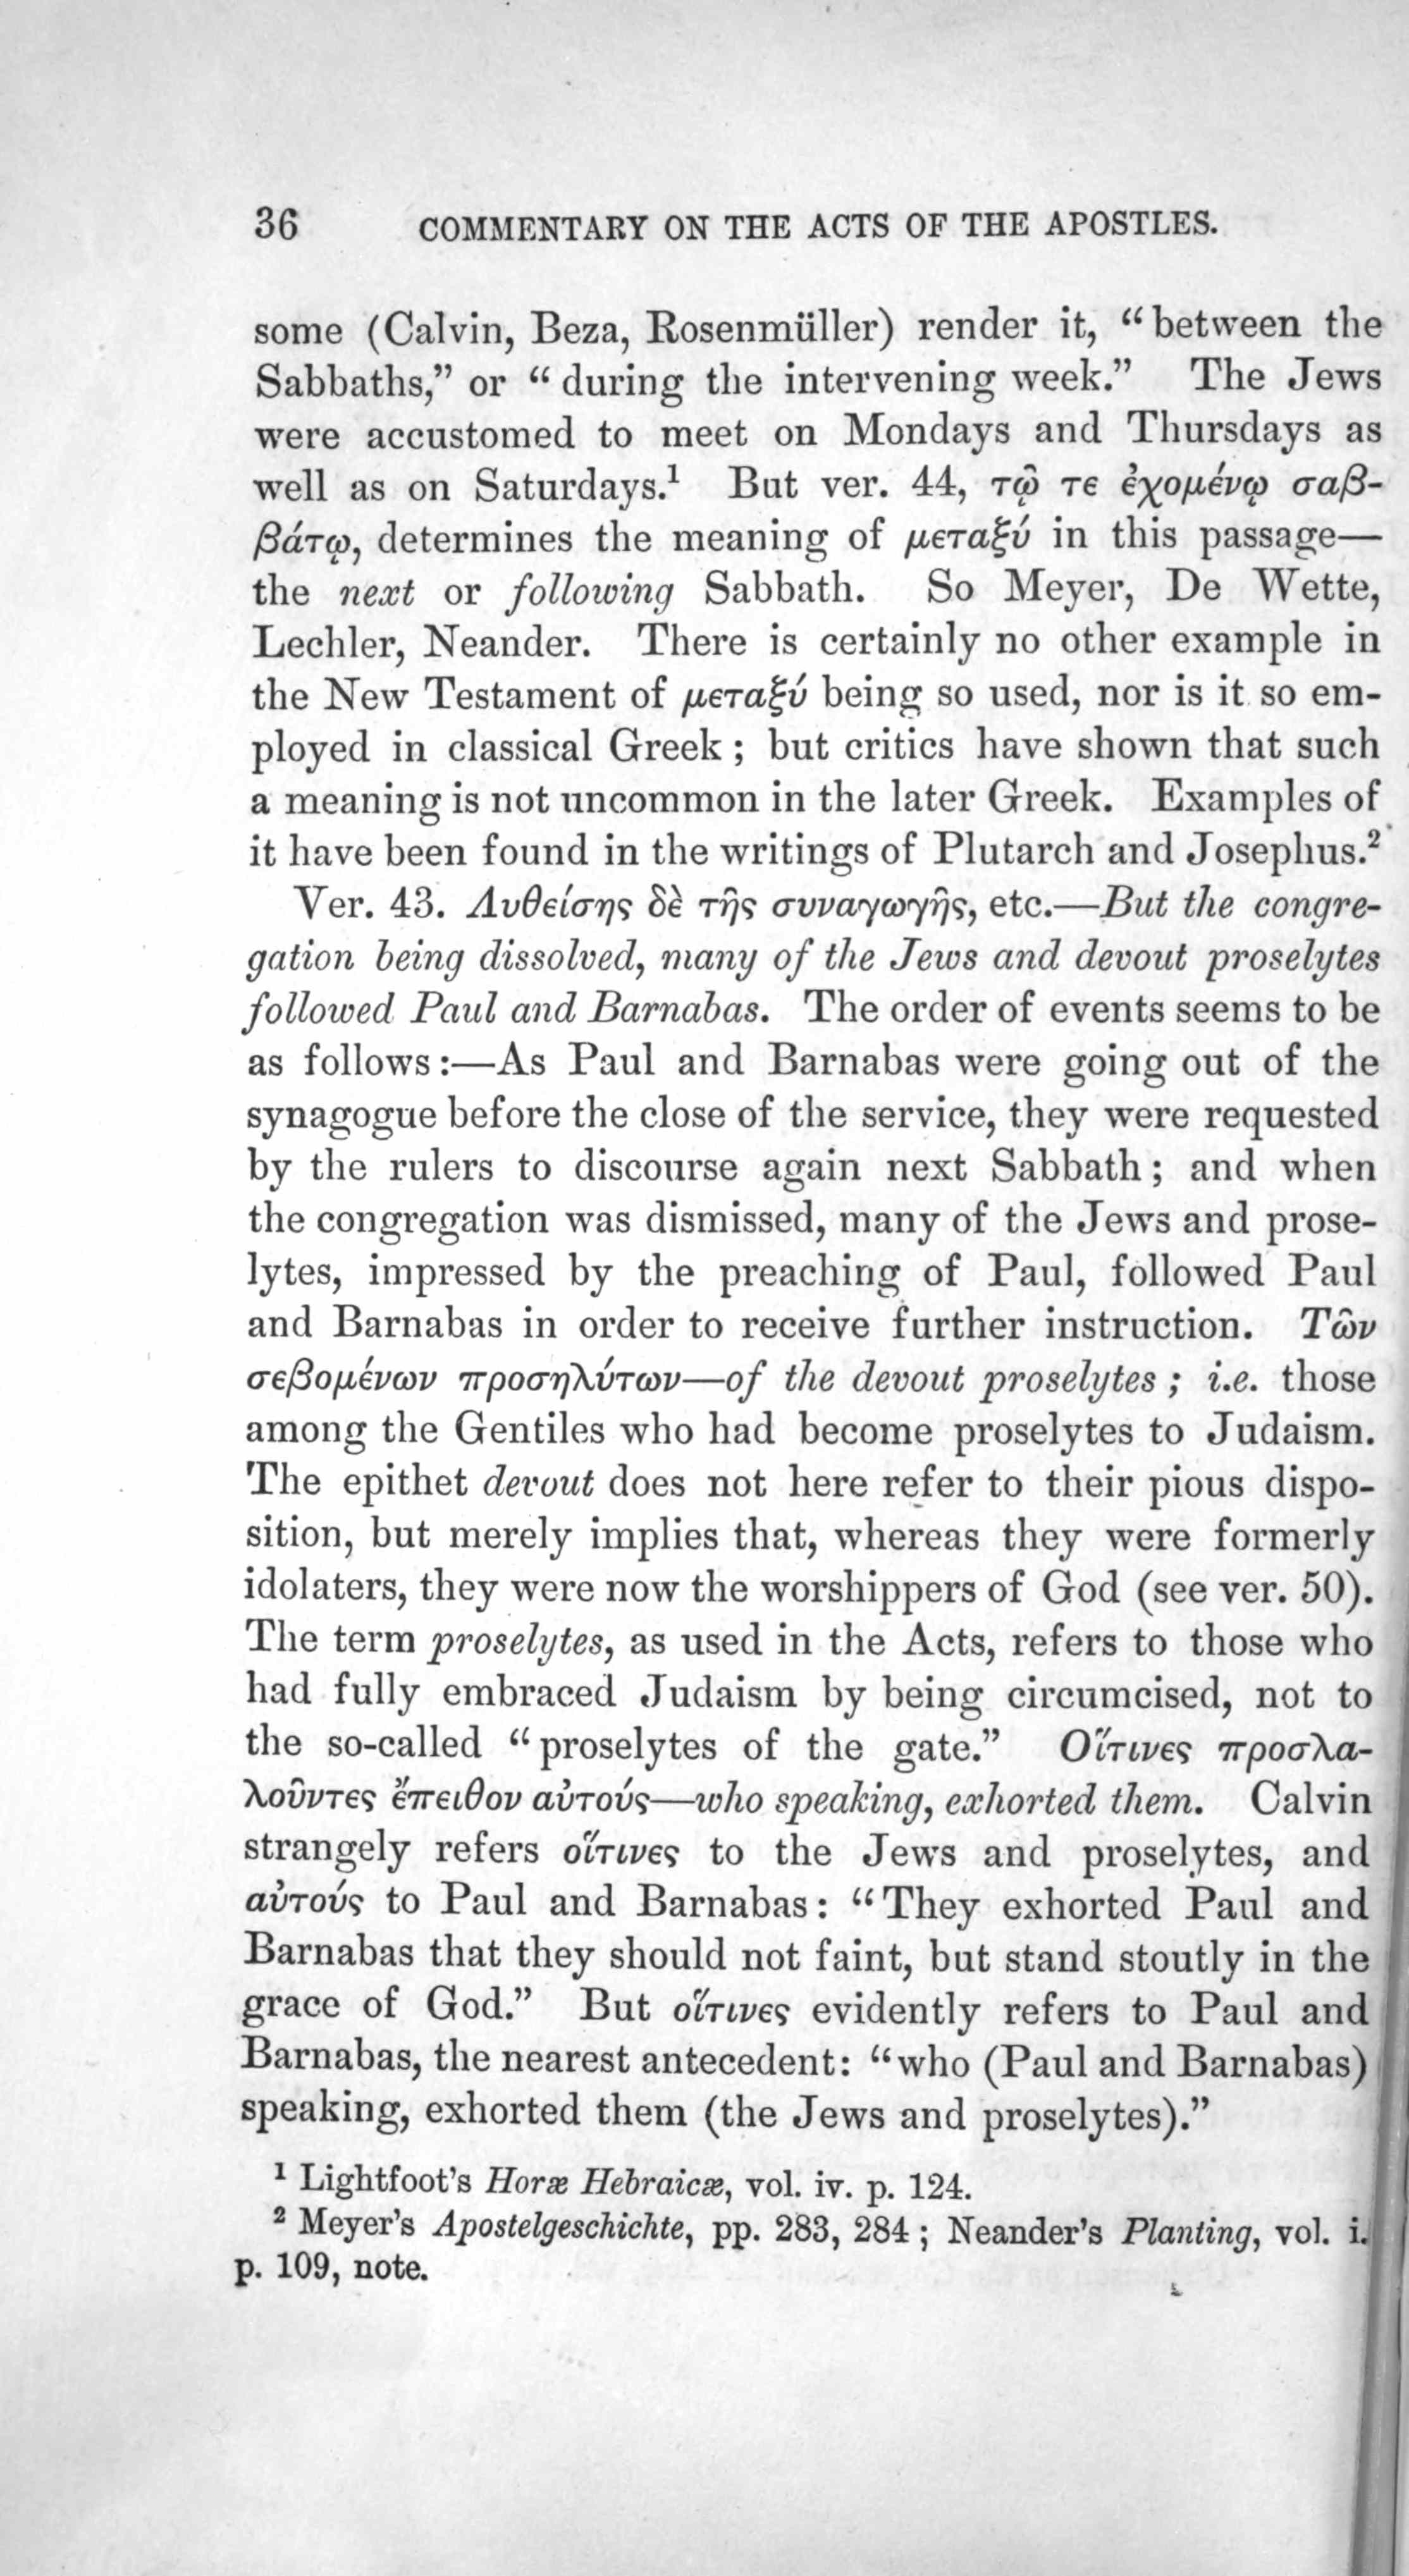 36 COMMENTARY ON THE ACTS OF THE APOSTLES.
some (Calvin, Beza, Rosenmüller) render it, “between the
Sabbaths,” or “during the intervening week.” The Jews
were accustomed to meet on Mondays and Thursdays as
well as on Saturdays.¹ But ver. 44, τῷ τε ἐχομένῳ σαβ-
βάτῳ, determines the meaning of μεταξύ in this passage—
the next or following Sabbath. So Meyer, De Wette,
Lechler, Neander. There is certainly no other example in
the New Testament of μεταξύ being so used, nor is it so em-
ployed in classical Greek; but critics have shown that such
a meaning is not uncommon in the later Greek. Examples of
it have been found in the writings of Plutarch and Josephus.²
Ver. 43. Λυθείσης δὲ τῆς συναγωγῆς, etc.—But the congre-
gation being dissolved, many of the Jews and devout proselytes
followed Paul and Barnabas. The order of events seems to be
as follows:—As Paul and Barnabas were going out of the
synagogue before the close of the service, they were requested
by the rulers to discourse again next Sabbath; and when
the congregation was dismissed, many of the Jews and prose-
lytes, impressed by the preaching of Paul, followed Paul
and Barnabas in order to receive further instruction. Τῶν
σεβομένων προσηλύτων—of the devout proselytes; i.e. those
among the Gentiles who had become proselytes to Judaism.
The epithet devout does not here refer to their pious dispo-
sition, but merely implies that, whereas they were formerly
idolaters, they were now the worshippers of God (see ver. 50).
The term proselytes, as used in the Acts, refers to those who
had fully embraced Judaism by being circumcised, not to
the so-called “proselytes of the gate.” Οἵτινες προσλα-
λοῦντες ἔπειθον αὐτούς—who speaking, exhorted them. Calvin
strangely refers οἵτινες to the Jews and proselytes, and
αὐτούς to Paul and Barnabas: “They exhorted Paul and
Barnabas that they should not faint, but stand stoutly in the
grace of God.” But οἵτινες evidently refers to Paul and
Barnabas, the nearest antecedent: “who (Paul and Barnabas)
speaking, exhorted them (the Jews and proselytes).”
¹ Lightfoot’s Horæ Hebraicæ, vol. iv. p. 124.
² Meyer’s Apostelgeschichte, pp. 283, 284; Neander’s Planting, vol. i.
p. 109, note.